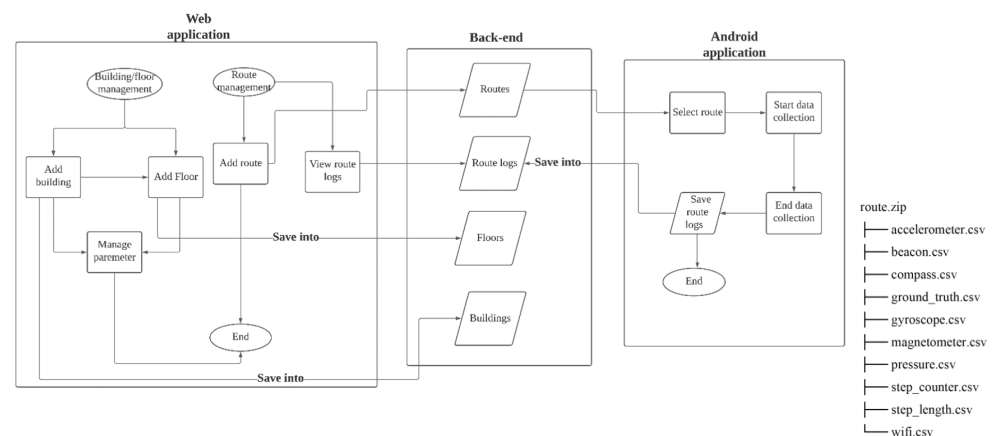 Web
application
Building/floor
management
Route
management
Add
building
Add Floor
Add route
View route
logs
Manage
paremeter
End
Save into
Save into
Back-end
Routes
Route logs
Floors
Buildings
Save into
Android
application
Select route
Start data
collection
End data
collection
Save
route
logs
End
route.zip
accelerometer.csv
beacon.csv
compass.csv
ground_truth.csv
gyroscope.csv
magnetometer.csv
pressure.csv
step_counter.csv
step_length.csv
wifi.csv